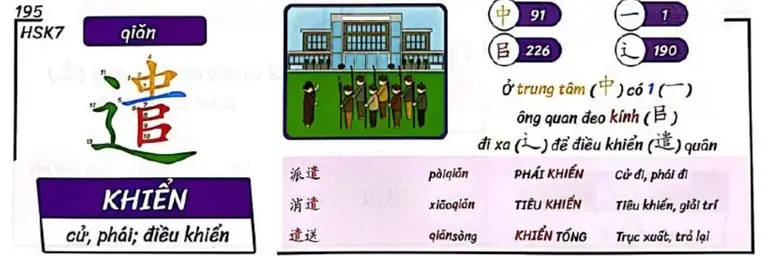 195
HSK7
qiǎn
遣
KHIỂN
cử, phái; điều khiển
中 91
一 1
㠯 226
辶 190
Ở trung tâm (中) có 1 (一)
ông quan đeo kính (㠯)
đi xa (辶) để điều khiển (遣) quân
派遣 pàiqiǎn PHÁI KHIỂN Cử đi, phái đi
消遣 xiāoqiǎn TIÊU KHIỂN Tiêu khiển, giải trí
遣送 qiǎnsòng KHIỂN TỐNG Trục xuất, trả lại